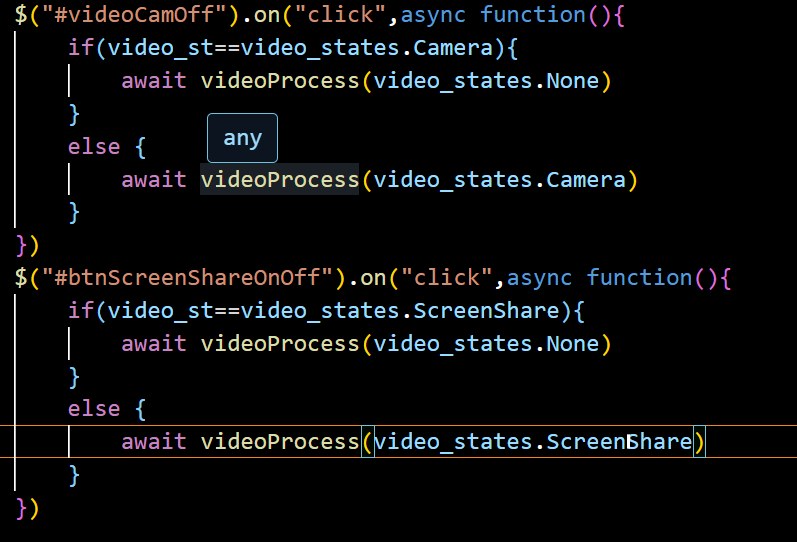 $("#videoCamOff").on("click",async function(){
if(video_st==video_states.Camera){
await videoProcess(video_states.None)
}
else {
any
await videoProcess(video_states.Camera)
}
})
$("#btnScreenShareOnOff").on("click",async function(){
if(video_st==video_states.ScreenShare){
await videoProcess(video_states.None)
}
else {
await videoProcess(video_states.ScreenShare)
}
})